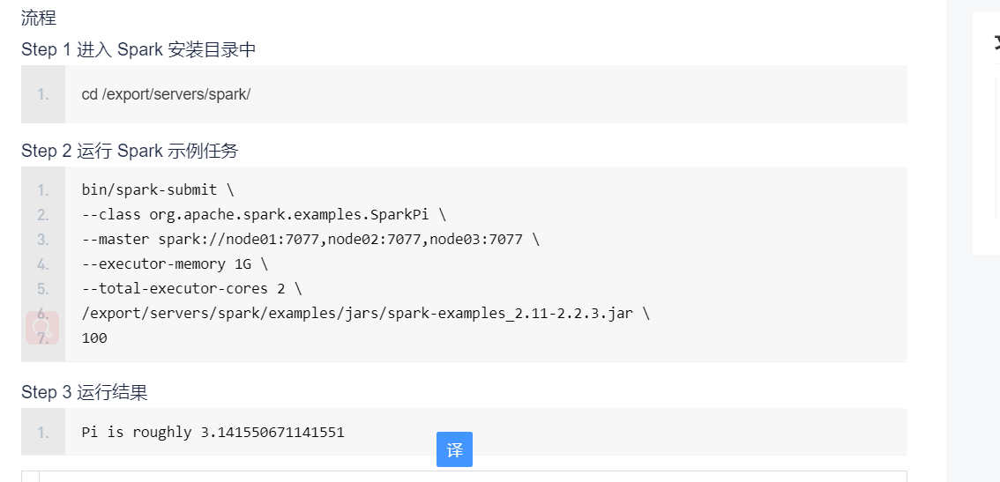 流程
Step 1 进入 Spark 安装目录中
1. cd /export/servers/spark/
Step 2 运行 Spark 示例任务
1. bin/spark-submit \
2. --class org.apache.spark.examples.SparkPi \
3. --master spark://node01:7077,node02:7077,node03:7077 \
4. --executor-memory 1G \
5. --total-executor-cores 2 \
6. /export/servers/spark/examples/jars/spark-examples_2.11-2.2.3.jar \
7. 100
Step 3 运行结果
1. Pi is roughly 3.141550671141551
译